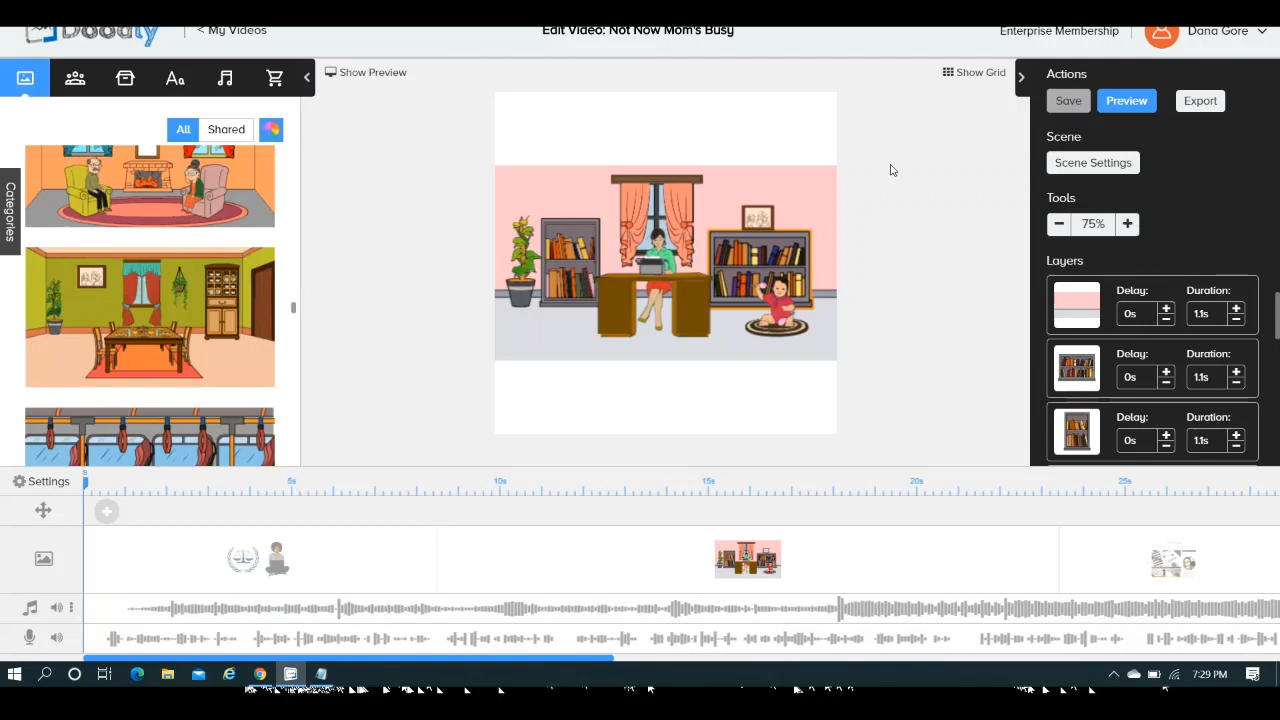 Doodly
< My Videos
Edit Video: Not Now Mom's Busy
Enterprise Membership
Dana Gore
Show Preview
Show Grid
Actions
Save
Preview
Export
Aa
All
Shared
Categories
Scene
Scene Settings
Tools
75%
Layers
Delay:
Duration:
0s
1.1s
Delay:
Duration:
0s
1.1s
Delay:
Duration:
0s
1.1s
Settings
s
5s
10s
15s
20s
25s
7:29 PM